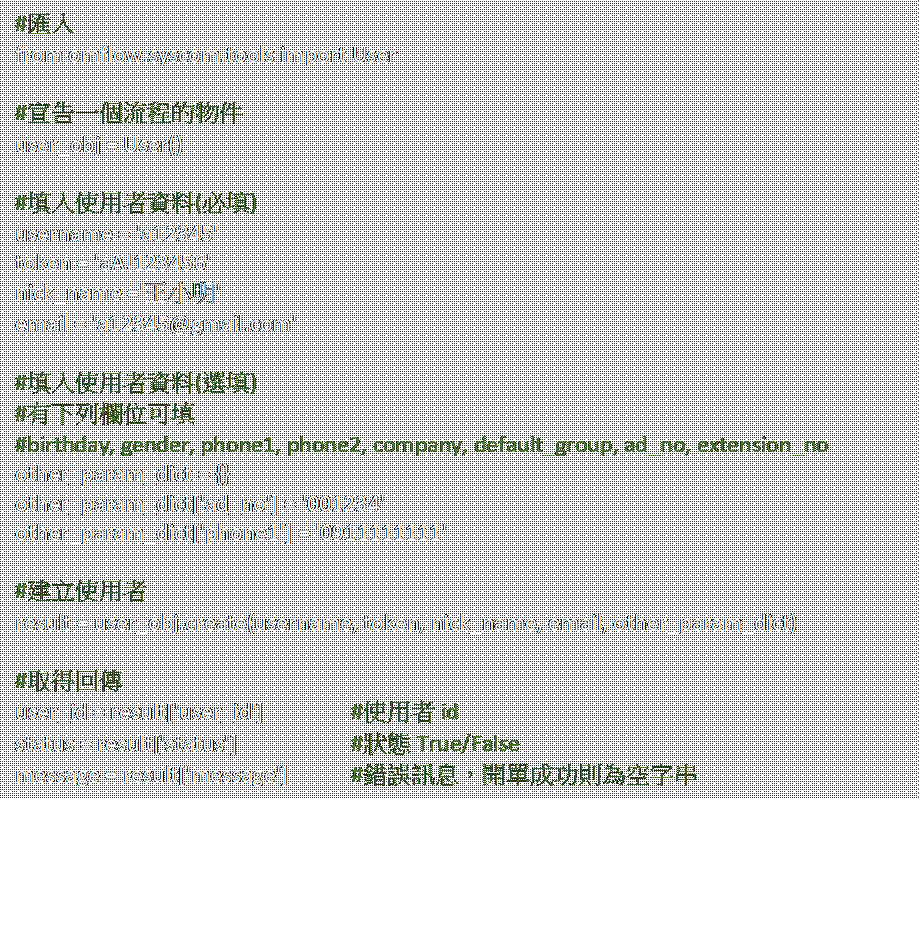 #匯入
from omflow.syscom.tools import User
#宣告一個流程的物件
user_obj = User()
#填入使用者資料(必填)
username = 'a12345'
token = 'aA!123456'
nick_name = '王小明'
email = 'a12345@gmail.com'
#填入使用者資料(選填)
#有下列欄位可填
#birthday, gender, phone1, phone2, company, default_group, ad_no, extension_no
other_param_dict = {}
other_param_dict['ad_no'] = '001234'
other_param_dict['phone1'] = '0911111111'
#建立使用者
result = user_obj.create(username, token, nick_name, email, other_param_dict)
#取得回傳
user_id = result['user_id'] #使用者 id
status = result['status'] #狀態 True/False
message = result['message'] #錯誤訊息，開單成功則為空字串